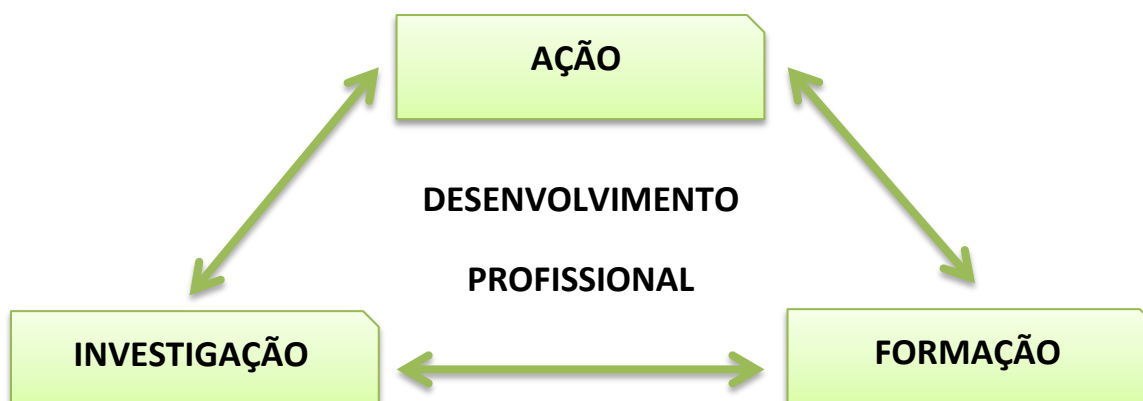 AÇÃO
DESENVOLVIMENTO
PROFISSIONAL
INVESTIGAÇÃO
FORMAÇÃO